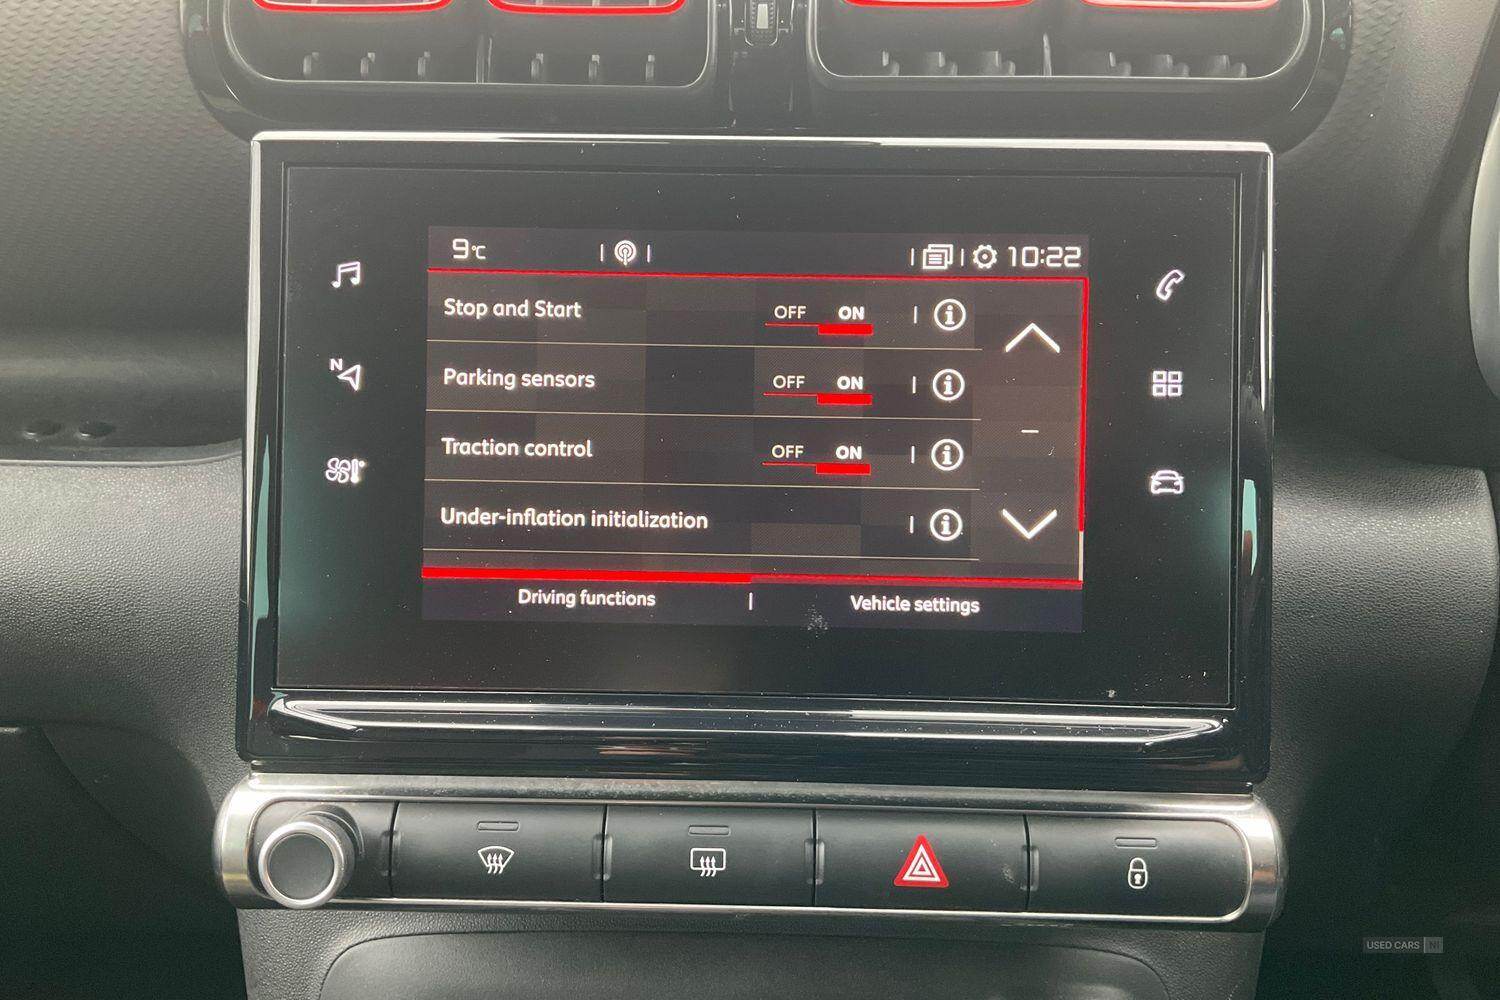 9°C 10:22
Stop and Start OFF ON
Parking sensors OFF ON
Traction control OFF ON
Under-inflation initialization
Driving functions | Vehicle settings
N
USED CARS NI